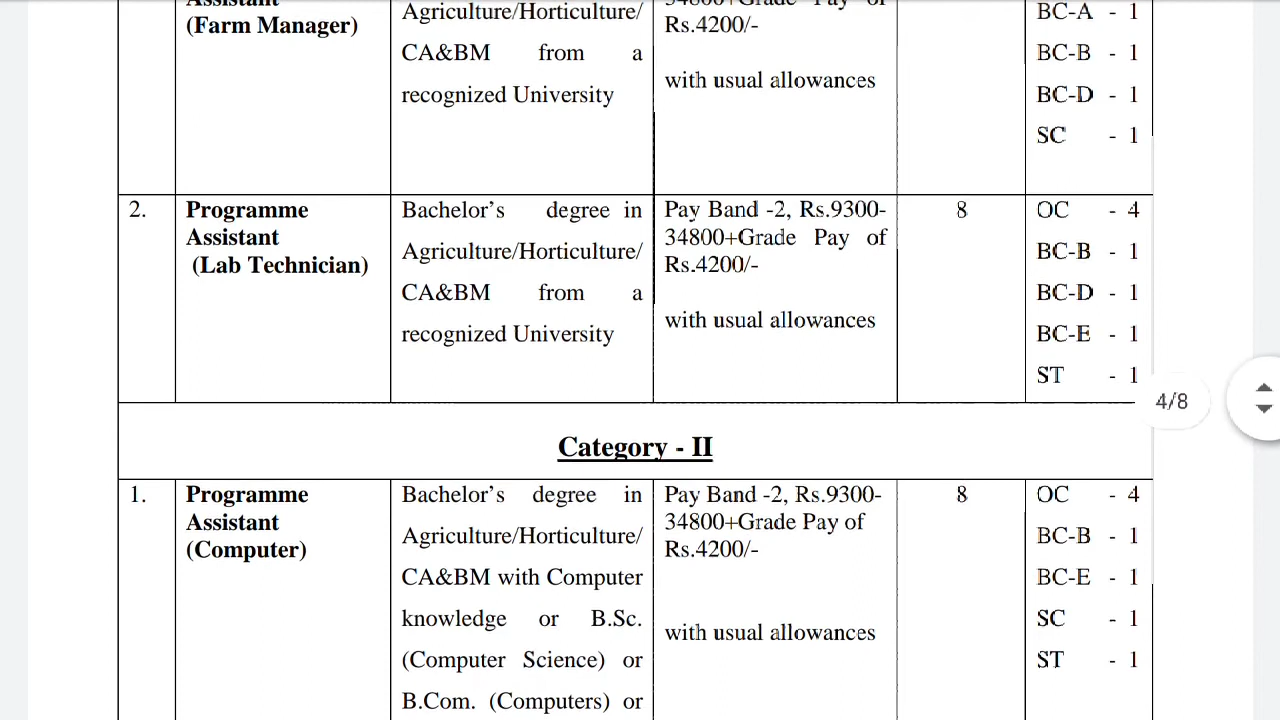 Assistant
(Farm Manager)
Agriculture/Horticulture/
CA&BM from a
recognized University
34800+Grade Pay of
Rs.4200/-
with usual allowances
BC-A - 1
BC-B - 1
BC-D - 1
SC - 1
2.
Programme
Assistant
(Lab Technician)
Bachelor’s degree in
Agriculture/Horticulture/
CA&BM from a
recognized University
Pay Band -2, Rs.9300-
34800+Grade Pay of
Rs.4200/-
with usual allowances
8
OC - 4
BC-B - 1
BC-D - 1
BC-E - 1
ST - 1
4/8
Category - II
1.
Programme
Assistant
(Computer)
Bachelor’s degree in
Agriculture/Horticulture/
CA&BM with Computer
knowledge or B.Sc.
(Computer Science) or
B.Com. (Computers) or
Pay Band -2, Rs.9300-
34800+Grade Pay of
Rs.4200/-
with usual allowances
8
OC - 4
BC-B - 1
BC-E - 1
SC - 1
ST - 1